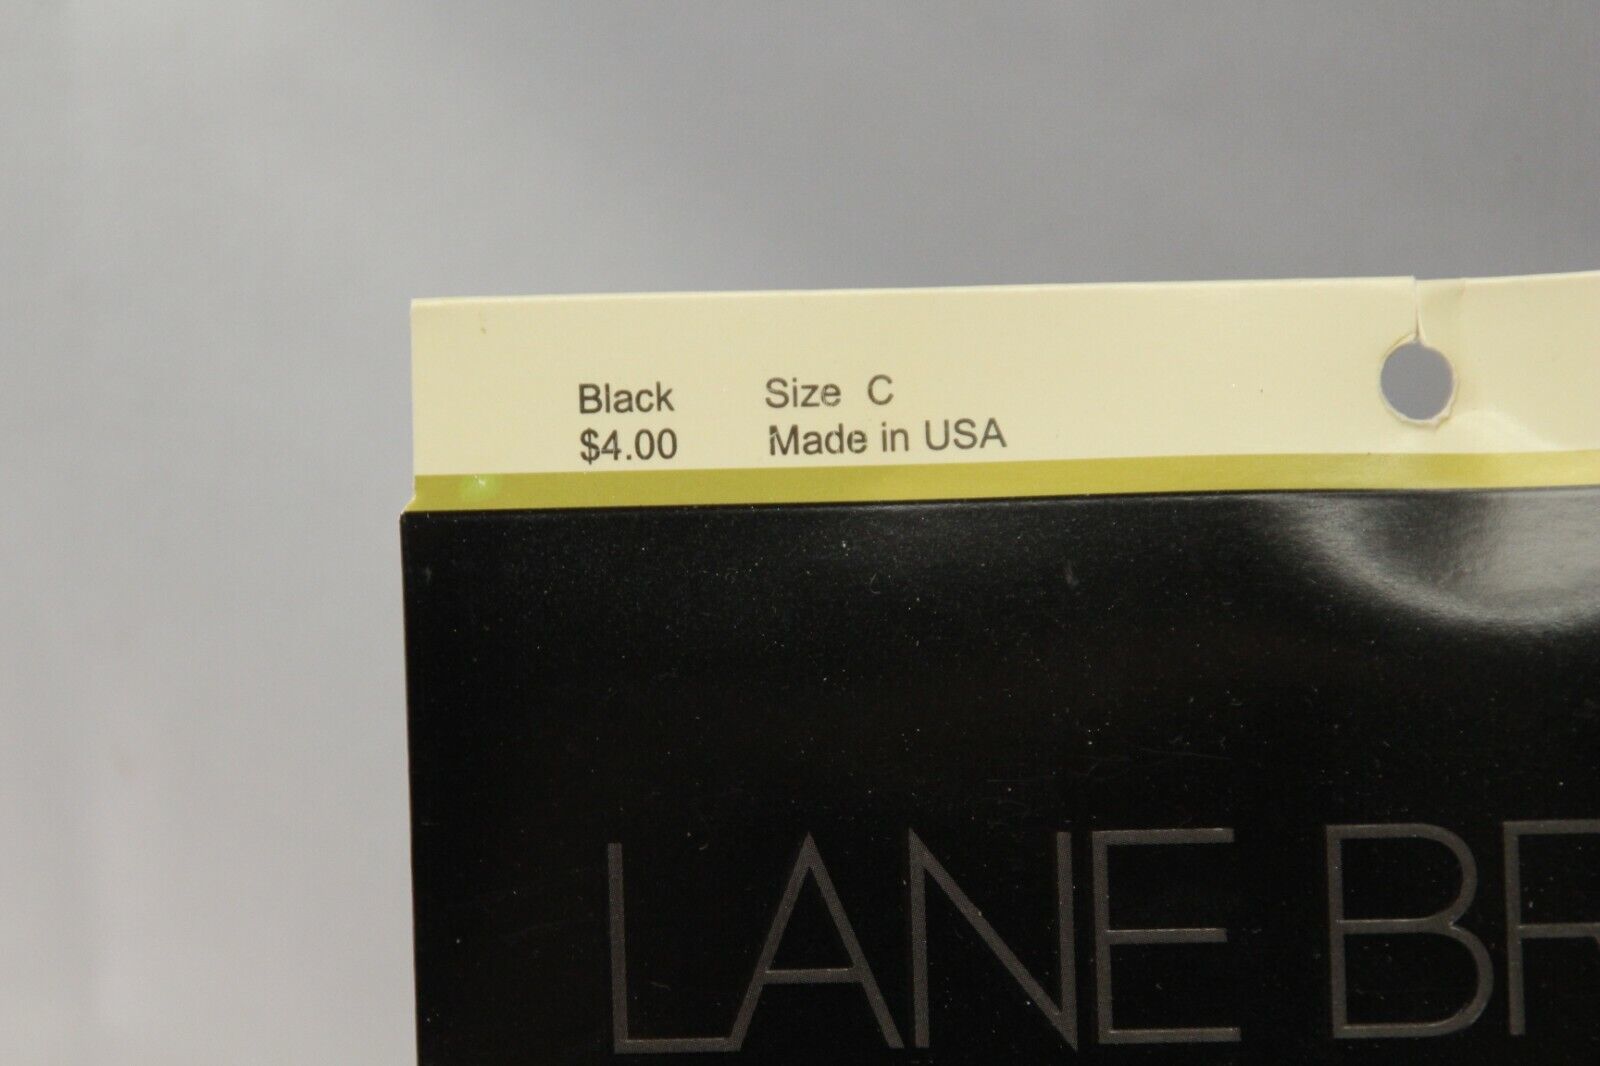 Black Size C
$4.00 Made in USA
LANE BR